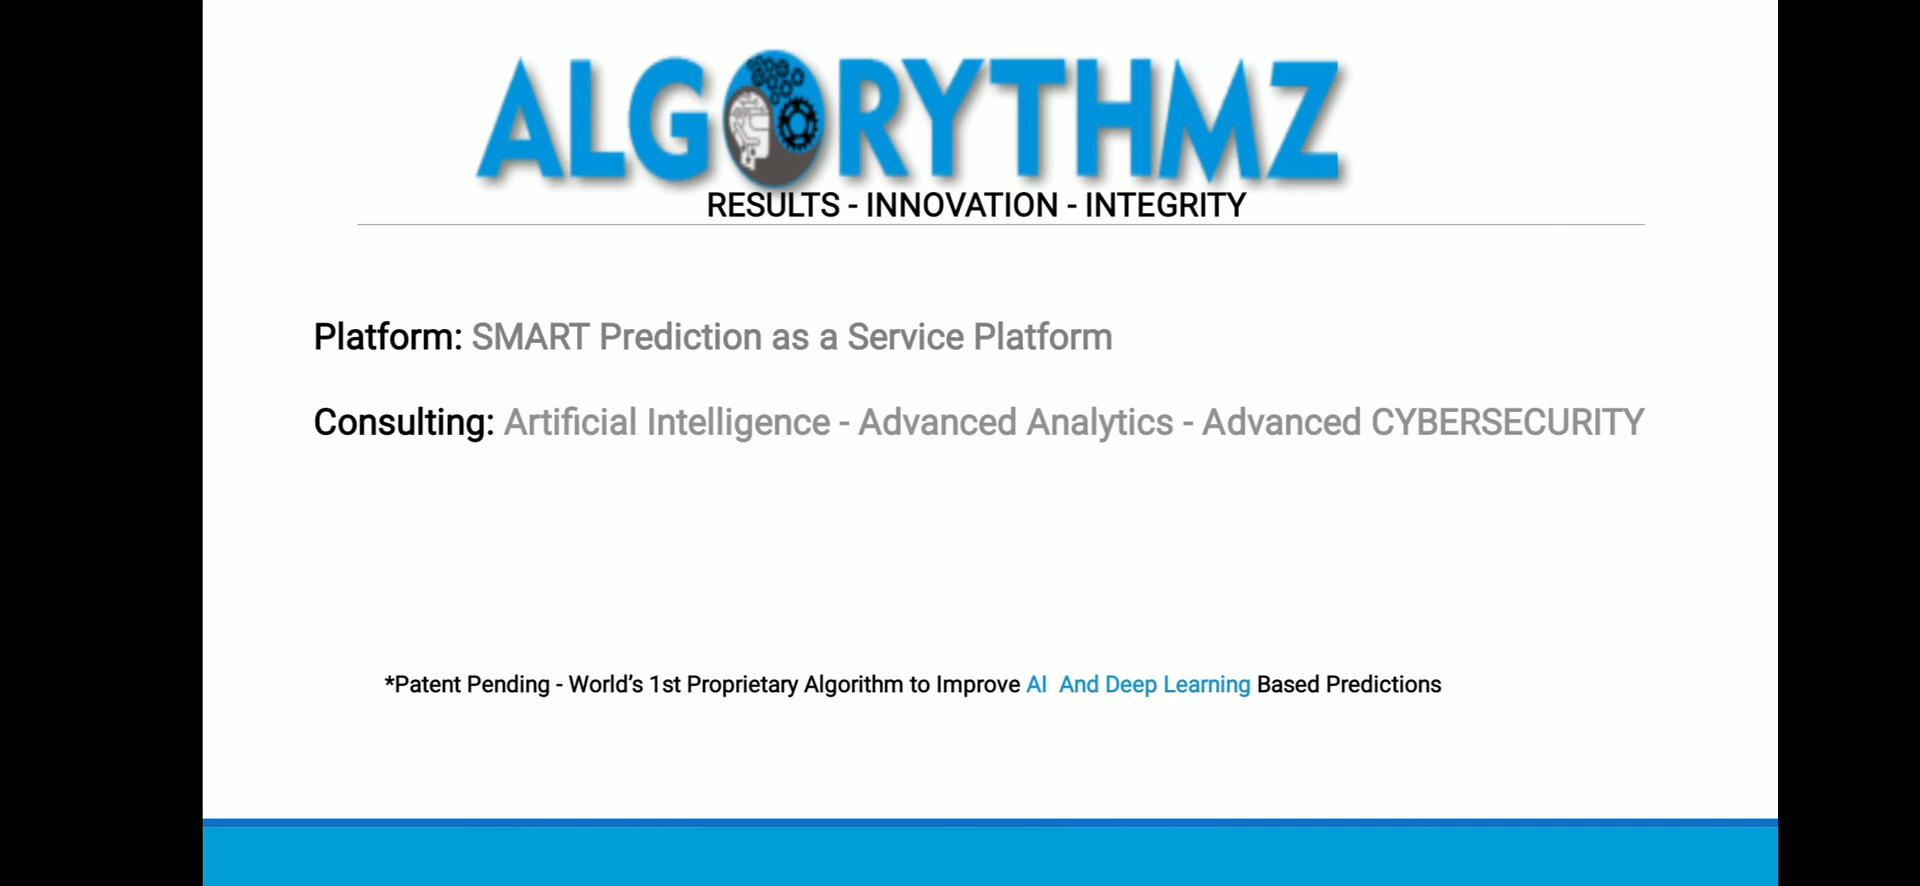 ALGORYTHMZ
RESULTS - INNOVATION - INTEGRITY
Platform: SMART Prediction as a Service Platform
Consulting: Artificial Intelligence - Advanced Analytics - Advanced CYBERSECURITY
*Patent Pending - World’s 1st Proprietary Algorithm to Improve AI  And Deep Learning Based Predictions